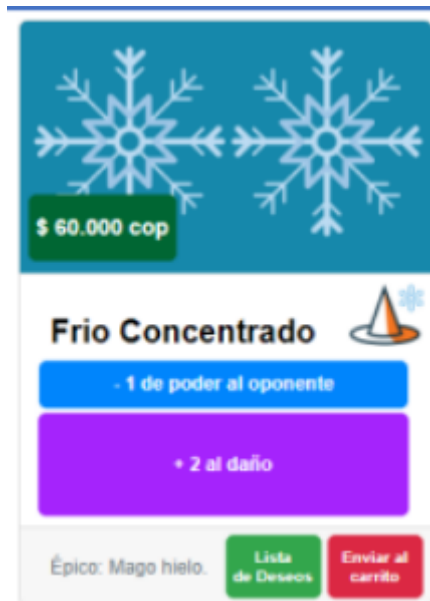 $ 60.000 cop
Frio Concentrado
- 1 de poder al oponente
+ 2 al daño
Épico: Mago hielo.
Lista
de Deseos
Enviar al
carrito